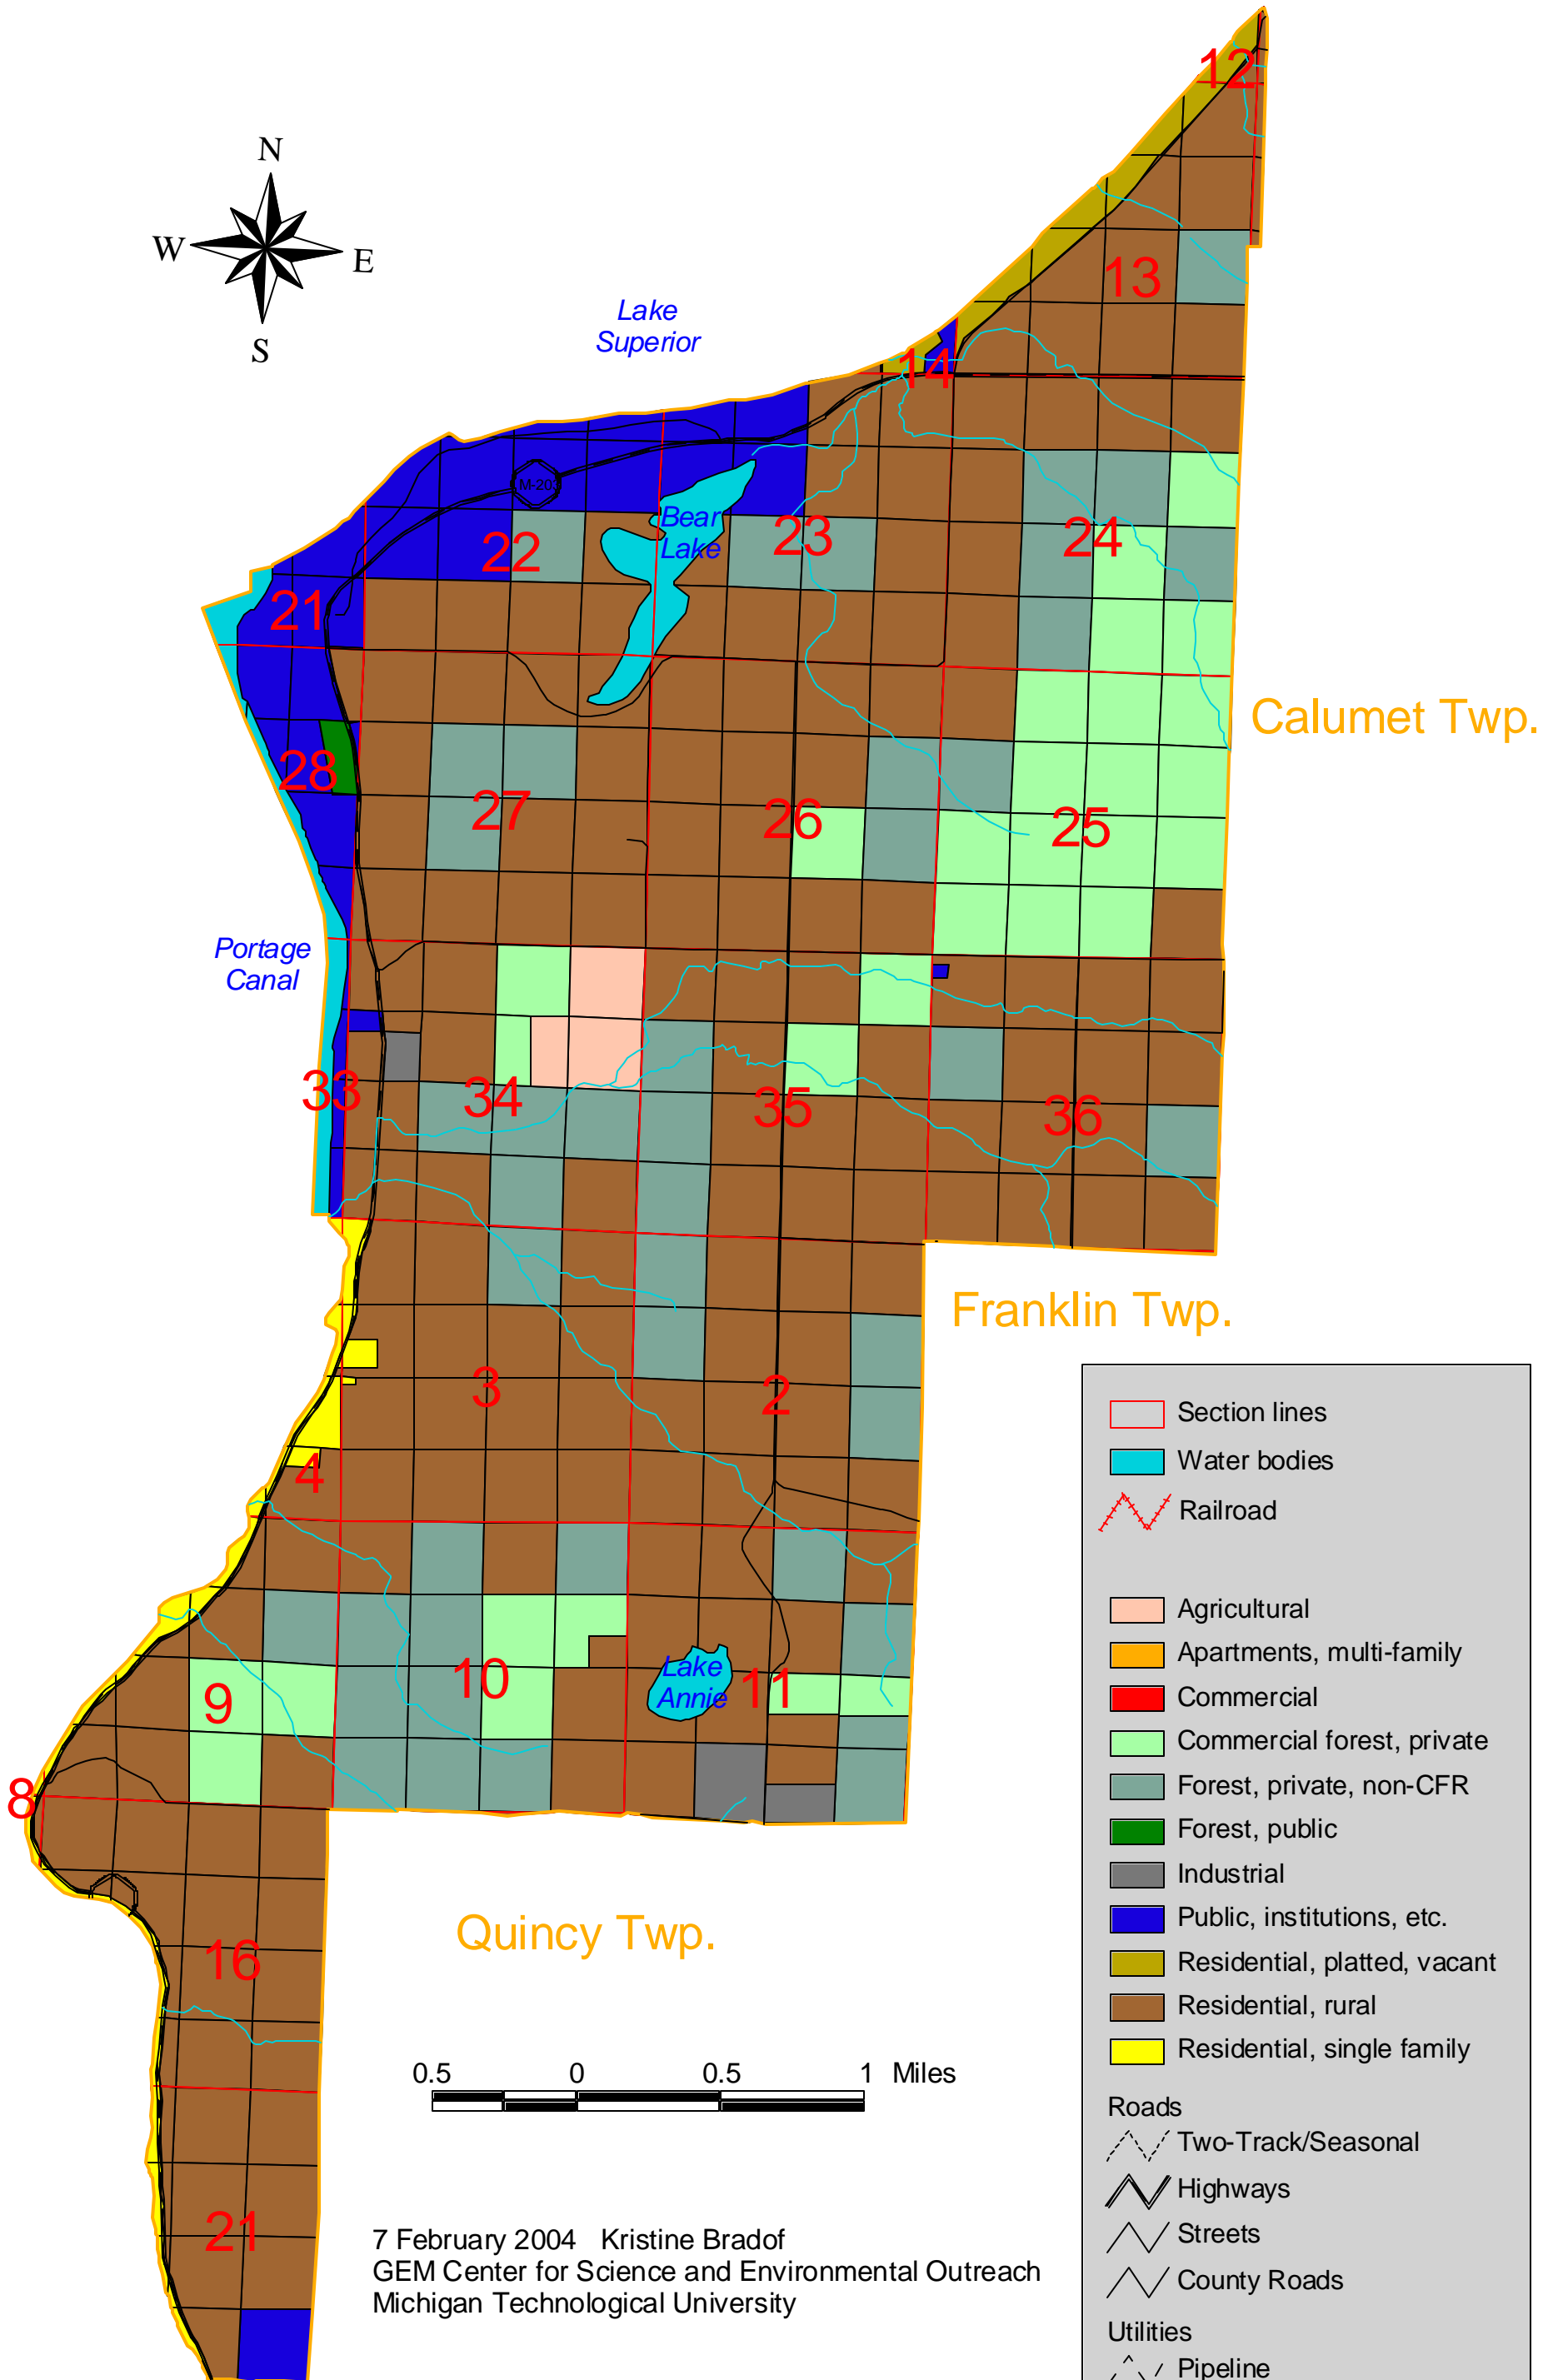 12
N
W
E
S
13
Lake
Superior
14
M-203
Bear
Lake
22
23
24
21
Calumet Twp.
28
27
26
25
Portage
Canal
33
34
35
36
Franklin Twp.
3
2
4
Section lines
Water bodies
Railroad
Agricultural
Apartments, multi-family
Commercial
Commercial forest, private
Forest, private, non-CFR
Forest, public
Industrial
Public, institutions, etc.
Residential, platted, vacant
Residential, rural
Residential, single family
Roads
Two-Track/Seasonal
Highways
Streets
County Roads
Utilities
Pipeline
10
Lake
Annie
11
9
8
Quincy Twp.
16
0.5 0 0.5 1 Miles
21
7 February 2004 Kristine Bradof
GEM Center for Science and Environmental Outreach
Michigan Technological University